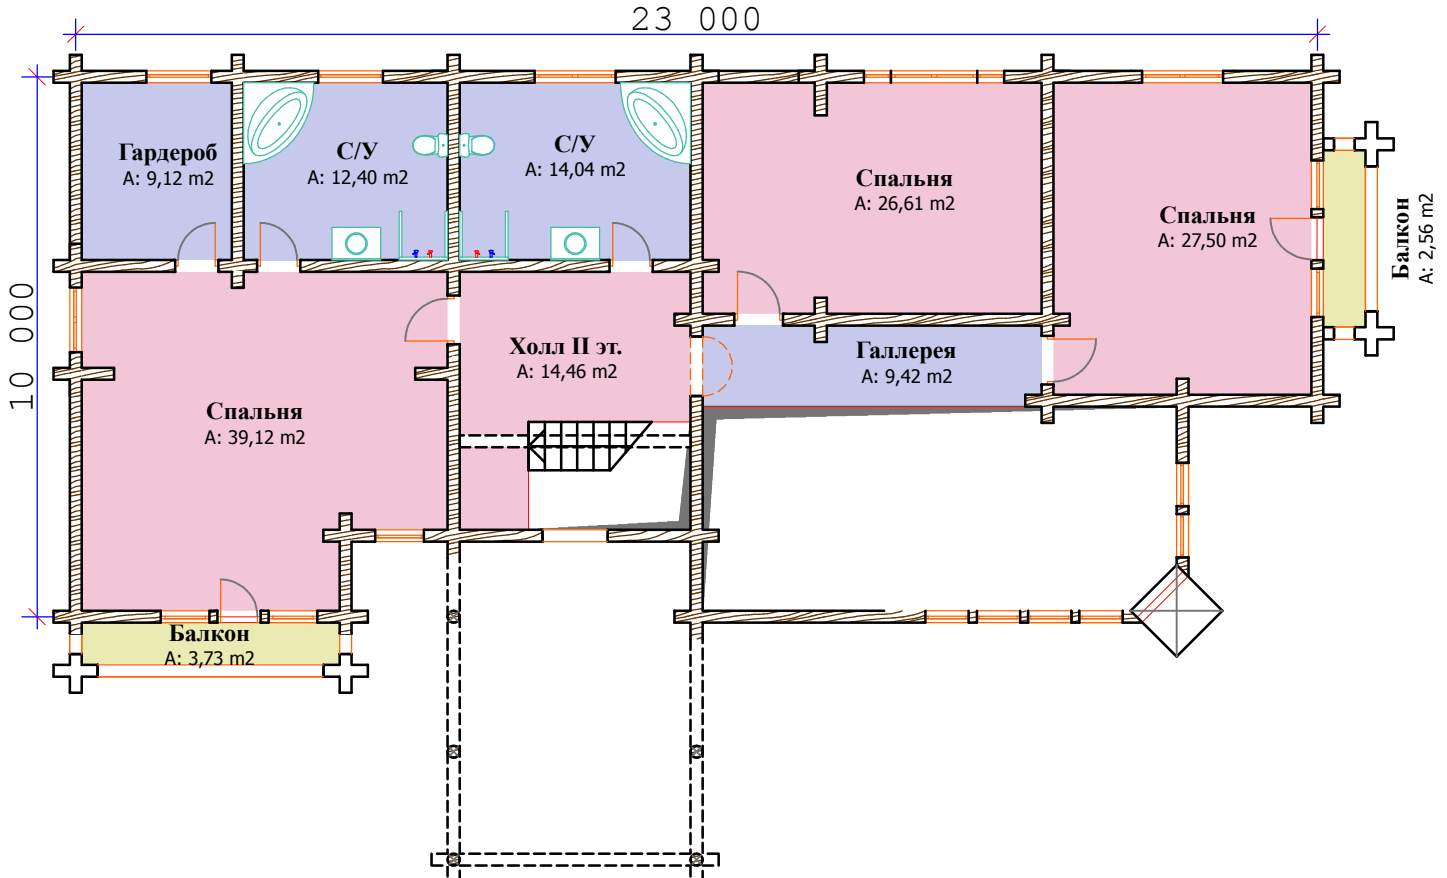 23 000
Гардероб
А: 9,12 m2
С/У
А: 12,40 m2
С/У
А: 14,04 m2
Спальня
А: 26,61 m2
Спальня
А: 27,50 m2
Балкон
А: 2,56 m2
10 000
Холл II эт.
А: 14,46 m2
Галлерея
А: 9,42 m2
Спальня
А: 39,12 m2
Балкон
А: 3,73 m2